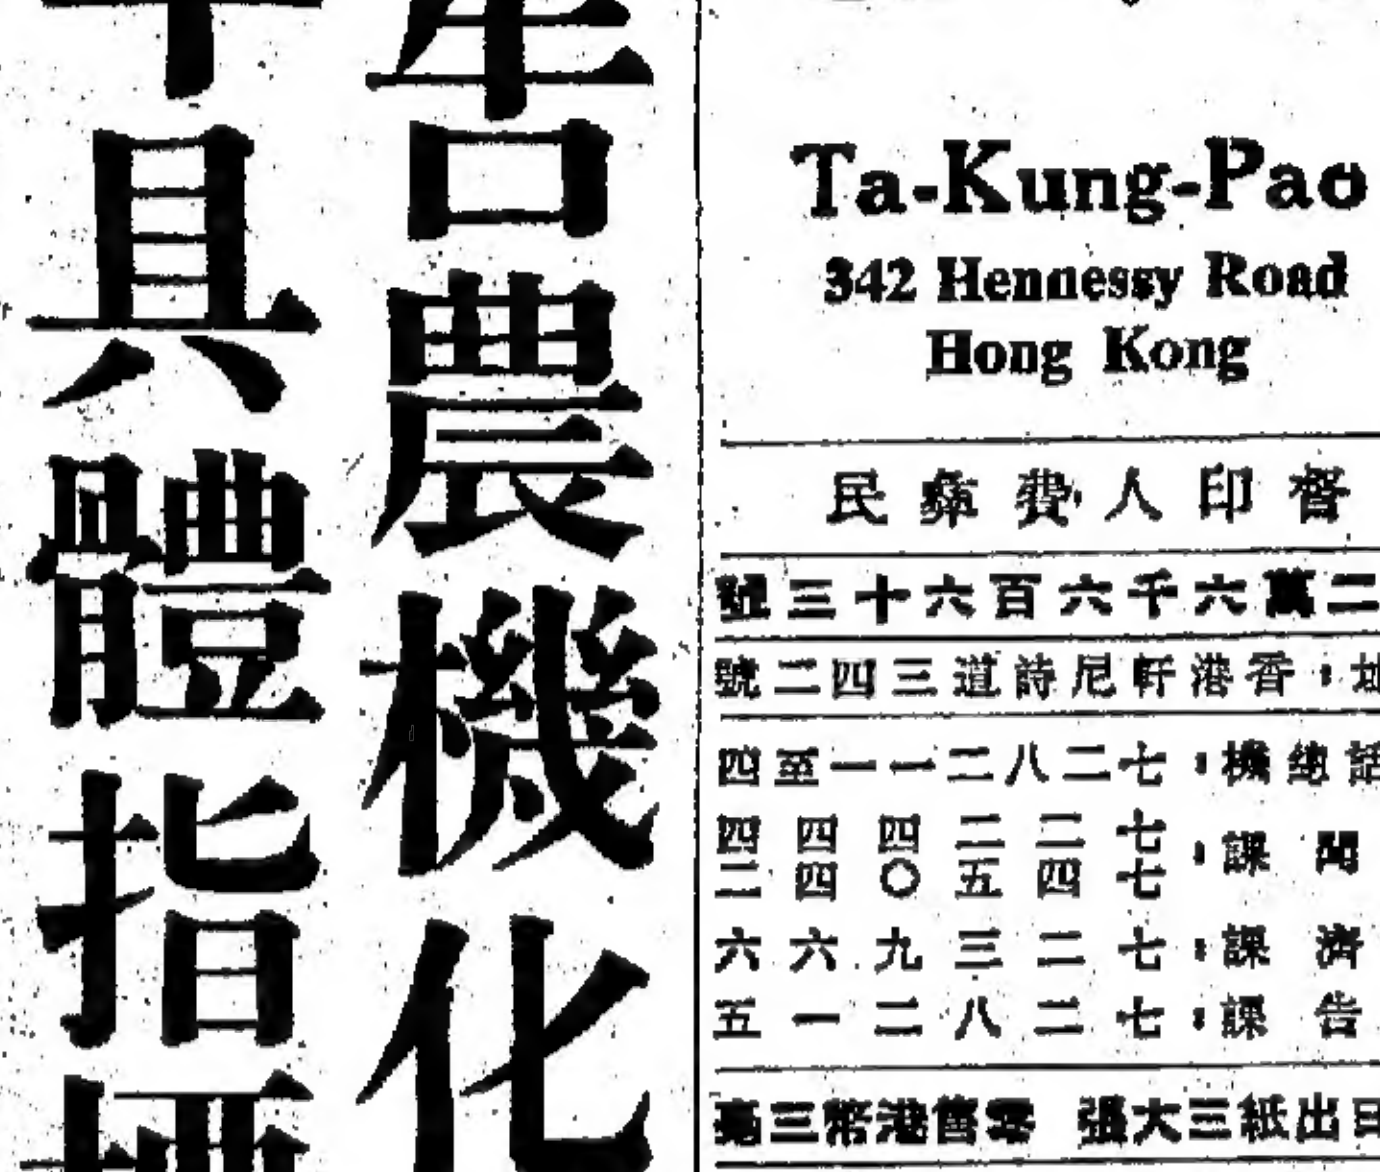 農機化
具體指標
Ta-Kung-Pao
342 Hennessy Road
Hong Kong
督印人費彝民
二萬六千六百六十三號
香港軒尼詩道三四二號
話總機：七二八二一一至四
聞課：七二二四四四
七四五〇四二
濟課：七二三九六六
告課：七二八二一五
日出紙三大張 零售港幣三毫